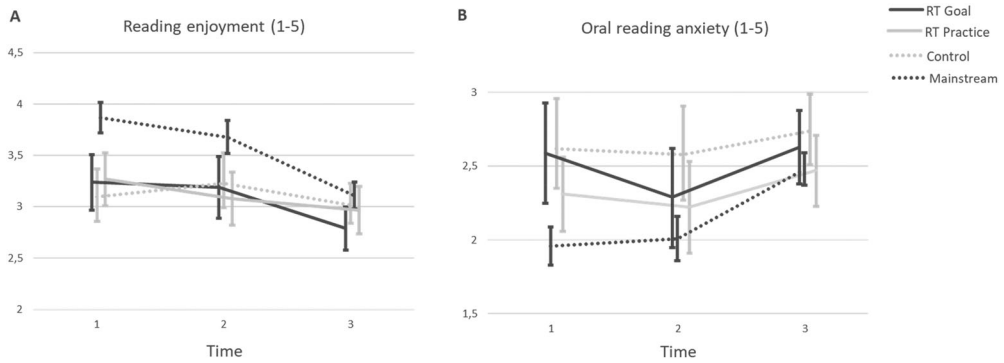 A
Reading enjoyment (1-5)
4,5
4
3,5
3
2,5
2
1
2
3
Time
B
Oral reading anxiety (1-5)
3
2,5
2
1,5
1
2
3
Time
RT Goal
RT Practice
Control
Mainstream